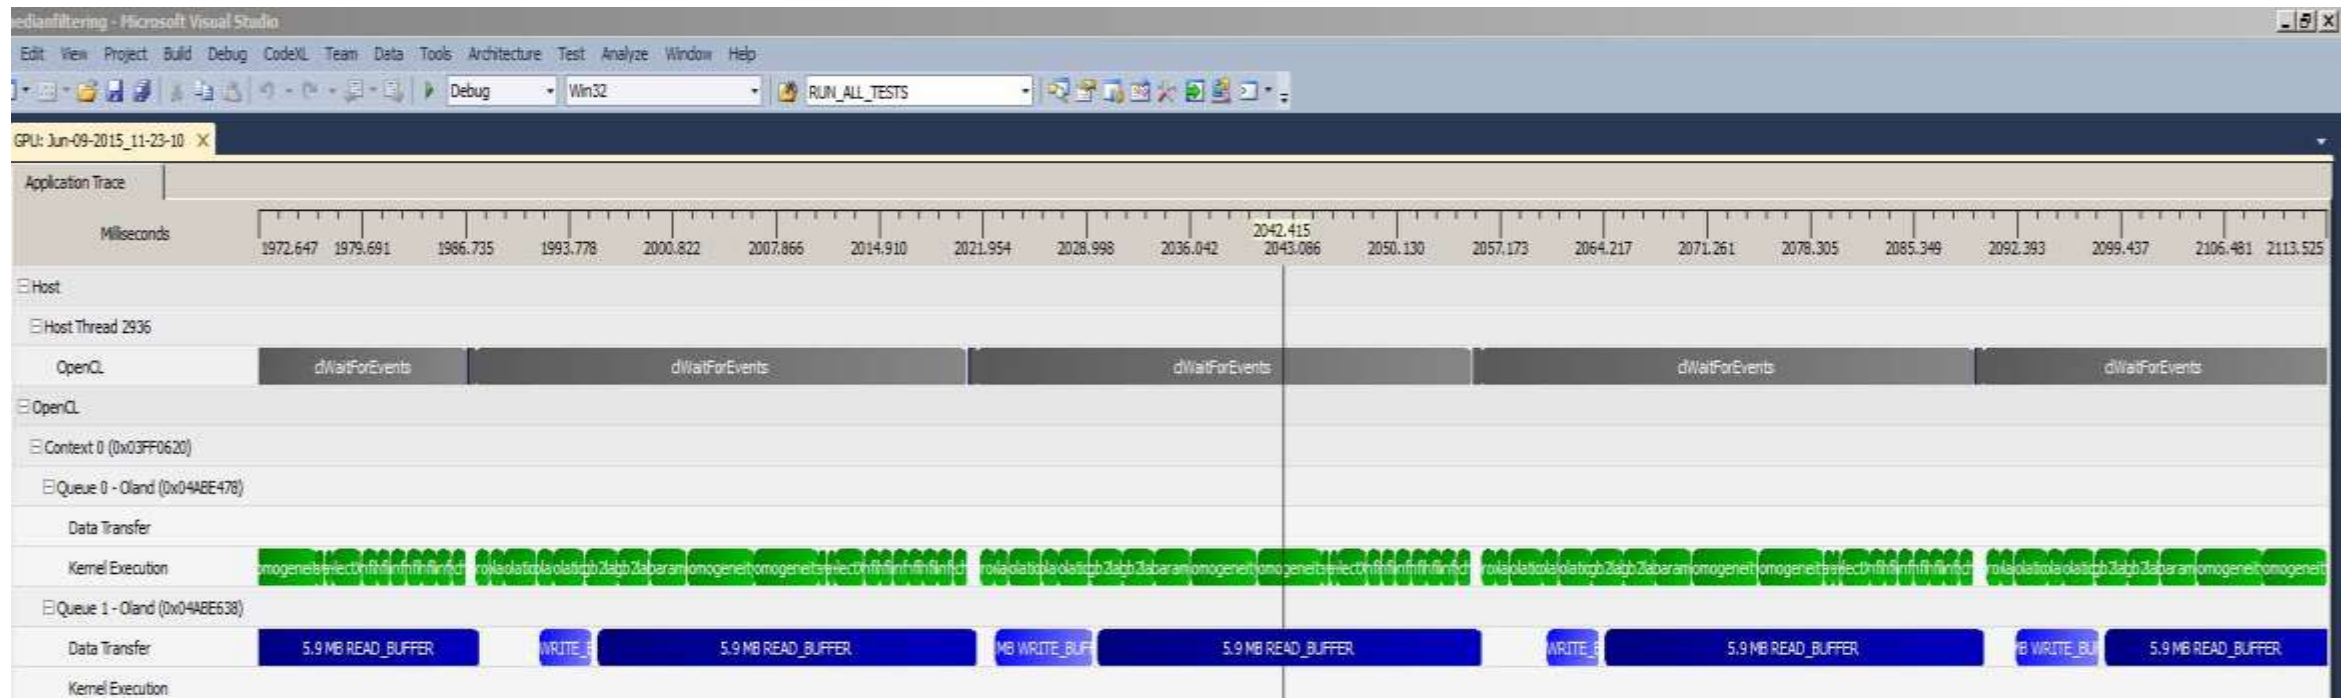 edianfiltering - Microsoft Visual Studio
Edit View Project Build Debug CodeXL Team Data Tools Architecture Test Analyze Window Help
Debug Win32 RUN_ALL_TESTS
GPU: Jun-09-2015_11-23-10 X
Application Trace
2042.415
Milliseconds 1972.647 1979.691 1986.735 1993.778 2000.822 2007.866 2014.910 2021.954 2028.998 2036.042 2043.086 2050.130 2057.173 2064.217 2071.261 2078.305 2085.349 2092.393 2099.437 2106.481 2113.525
Host
Host Thread 2936
OpenCL clWaitForEvents clWaitForEvents clWaitForEvents clWaitForEvents clWaitForEvents
OpenCL
Context 0 (0x03FF0620)
Queue 0 - Oland (0x04ABE478)
Data Transfer
Kernel Execution
Queue 1 - Oland (0x04ABE638)
Data Transfer 5.9 MB READ_BUFFER WRITE_B 5.9 MB READ_BUFFER MB WRITE_BUFF 5.9 MB READ_BUFFER WRITE_B 5.9 MB READ_BUFFER B WRITE_BU 5.9 MB READ_BUFFER
Kernel Execution